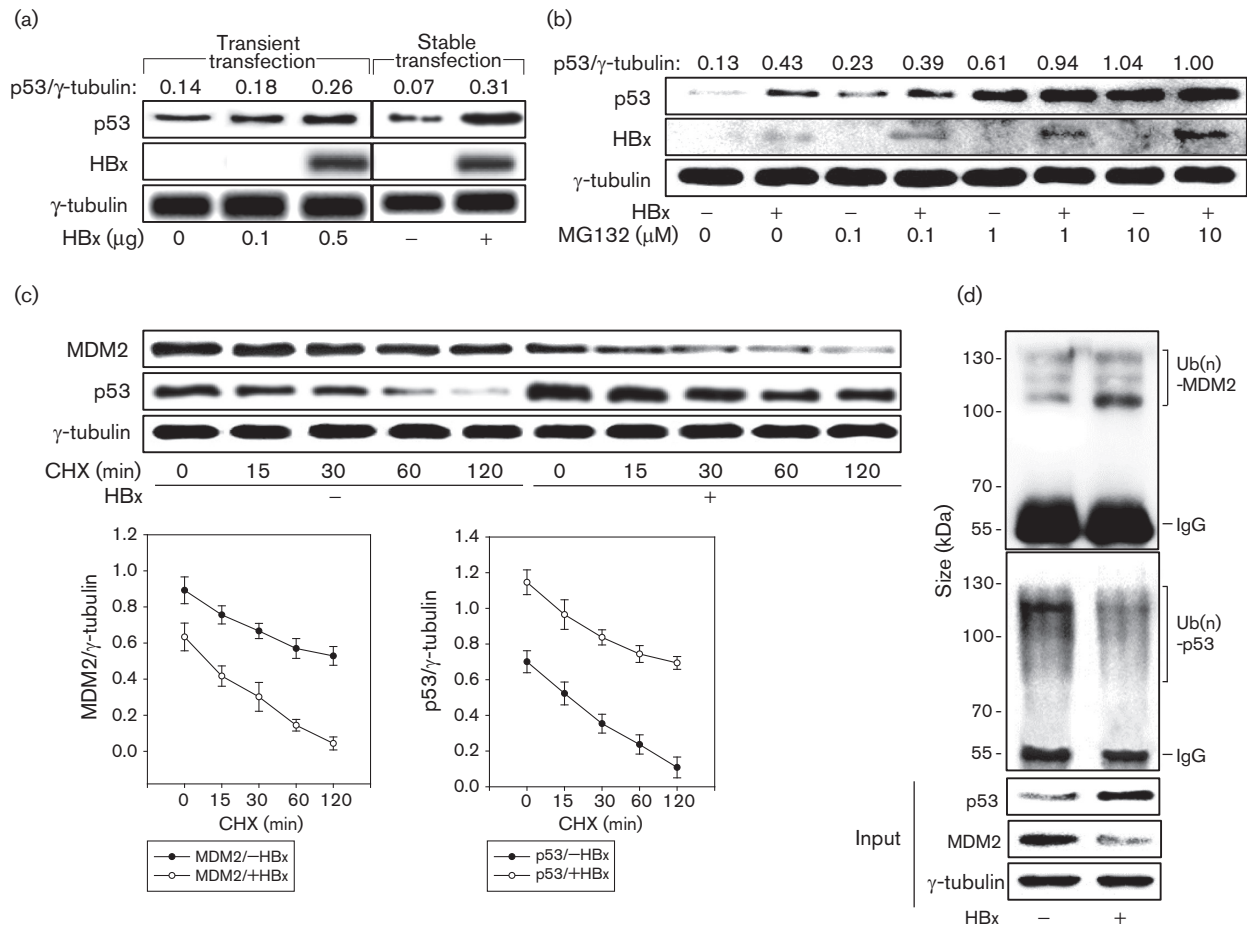 (a)
Transient
transfection
Stable
transfection
p53/γ-tubulin: 0.14 0.18 0.26 0.07 0.31
p53
HBx
γ-tubulin
HBx (μg) 0 0.1 0.5 – +
(b)
p53/γ-tubulin: 0.13 0.43 0.23 0.39 0.61 0.94 1.04 1.00
p53
HBx
γ-tubulin
HBx – + – + – + – +
MG132 (μM) 0 0 0.1 0.1 1 1 10 10
(c)
MDM2
p53
γ-tubulin
CHX (min) 0 15 30 60 120 0 15 30 60 120
HBx – +
MDM2/γ-tubulin
1.2
1.0
0.8
0.6
0.4
0.2
0.0
0 15 30 60 120
CHX (min)
MDM2/–HBx
MDM2/+HBx
p53/γ-tubulin
1.4
1.2
1.0
0.8
0.6
0.4
0.2
0.0
0 15 30 60 120
CHX (min)
p53/–HBx
p53/+HBx
(d)
Size (kDa)
130-
100-
70-
55-
Ub(n)
-MDM2
IgG
130-
100-
70-
55-
Ub(n)
-p53
IgG
Input
p53
MDM2
γ-tubulin
HBx – +